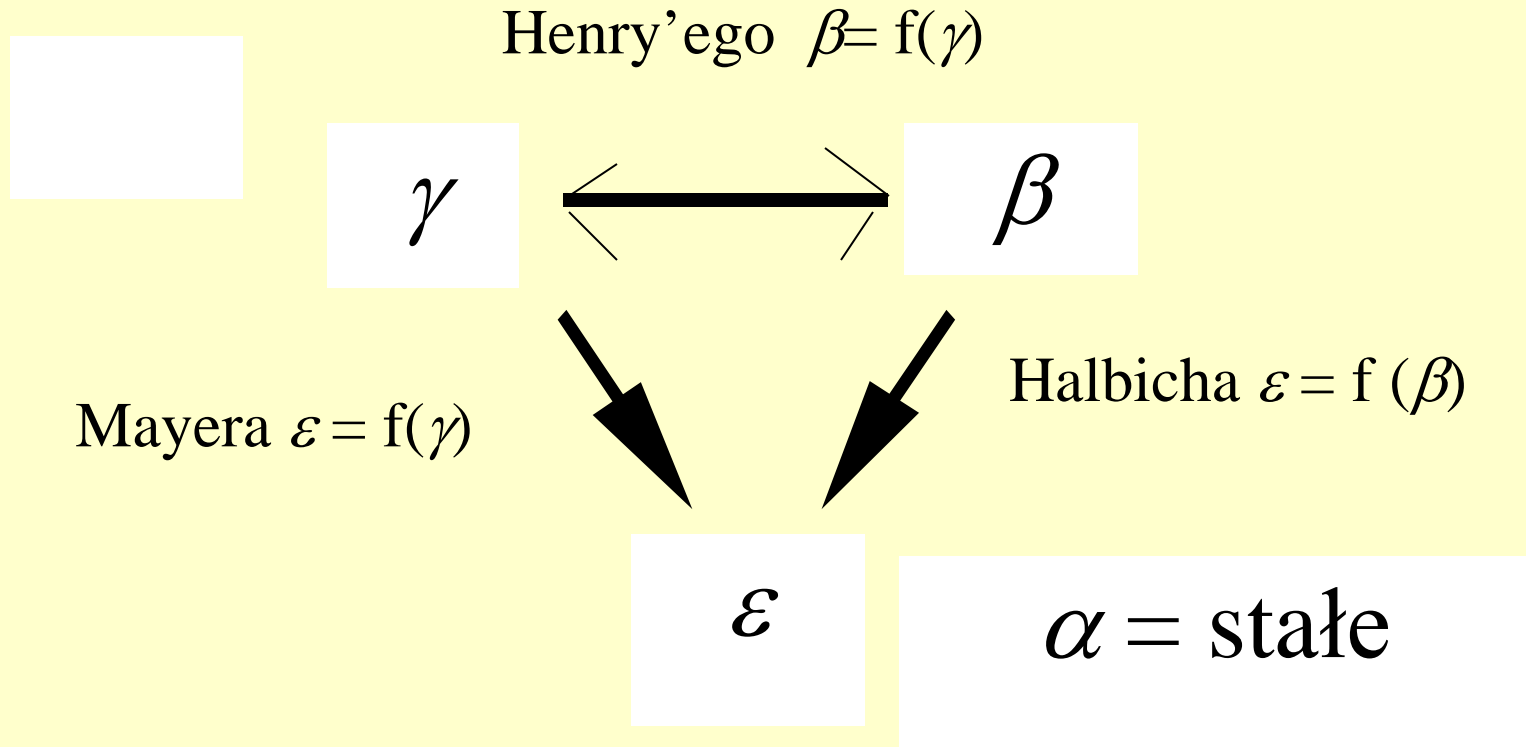 Henry’ego β= f(γ)
γ
β
Halbicha ε = f (β)
Mayera ε = f(γ)
ε
α = stałe